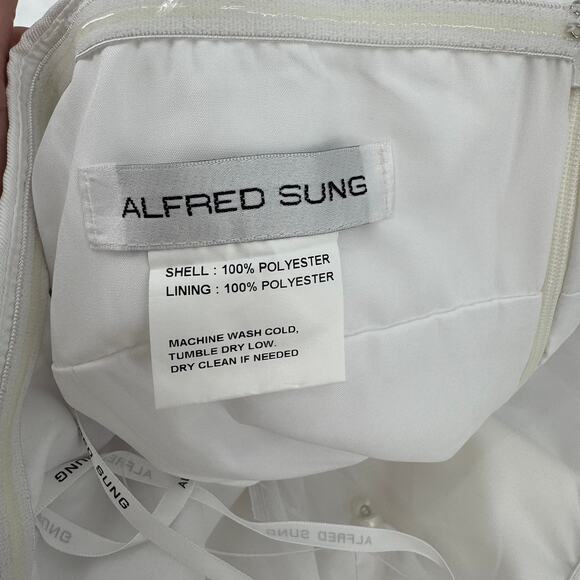 ALFRED SUNG
SHELL : 100% POLYESTER
LINING : 100% POLYESTER
MACHINE WASH COLD,
TUMBLE DRY LOW.
DRY CLEAN IF NEEDED
ALFRED SUNG
ALFRED SUNG